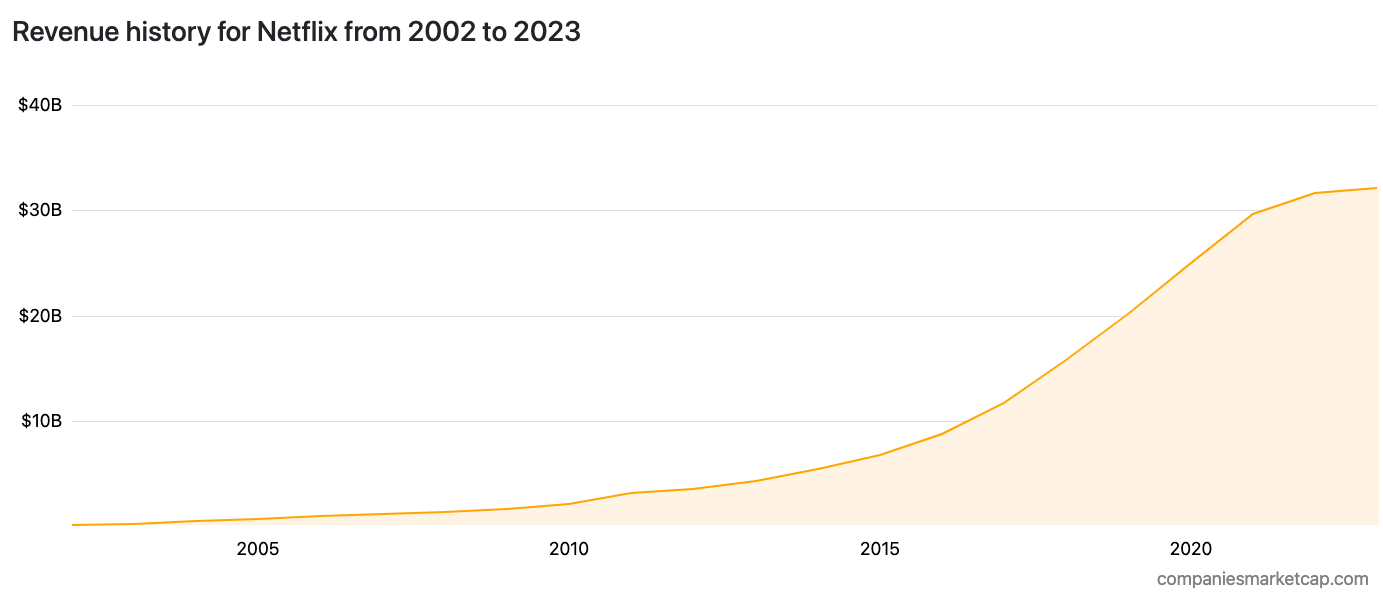 Revenue history for Netflix from 2002 to 2023
$40B
$30B
$20B
$10B
2005 2010 2015 2020
companiesmarketcap.com